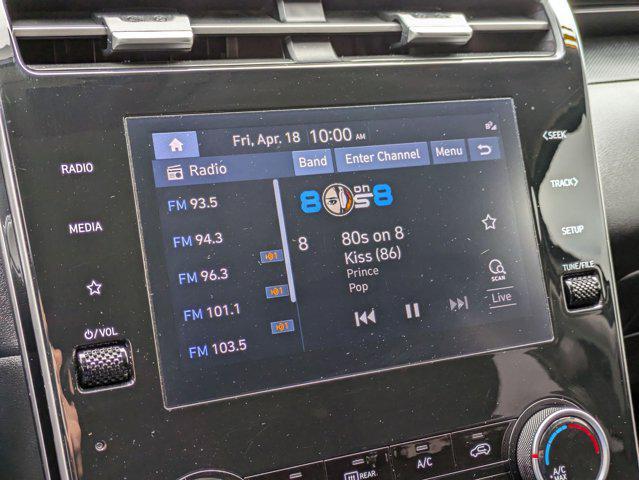 Fri, Apr. 18 10:00 AM
Radio
Band
Enter Channel
Menu
FM 93.5
FM 94.3
FM 96.3
FM 101.1
FM 103.5
80s on 8
8
80s on 8
Kiss (86)
Prince
Pop
SCAN
Live
RADIO
MEDIA
VOL
<SEEK
TRACK>
SETUP
TUNE/FILE
REAR
A/C
A/C
MAX